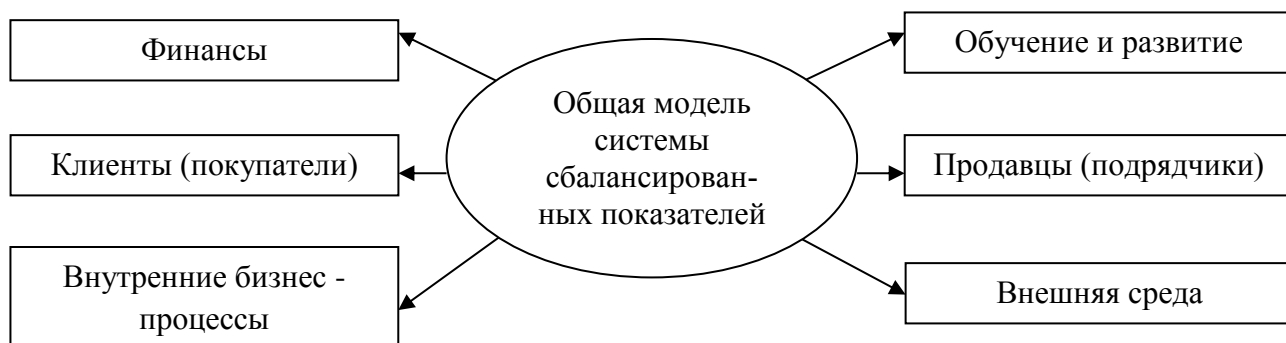 Финансы
Клиенты (покупатели)
Внутренние бизнес -
процессы
Общая модель
системы
сбалансирован-
ных показателей
Обучение и развитие
Продавцы (подрядчики)
Внешняя среда